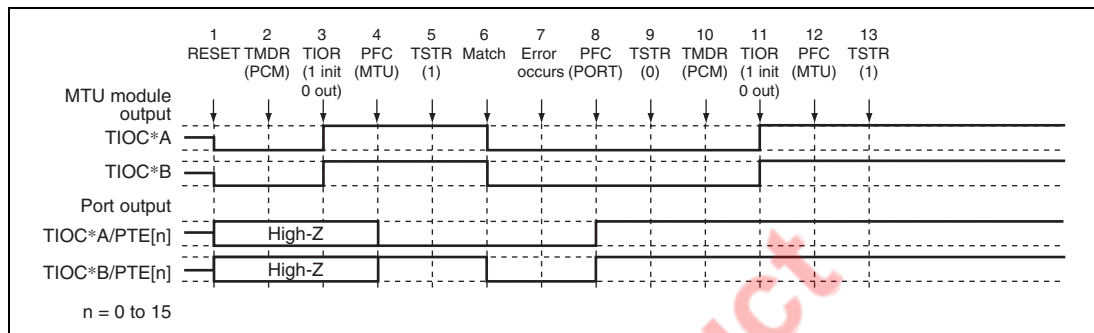 1 2 3 4 5 6 7 8 9 10 11 12 13
RESET TMDR TIOR PFC TSTR Match Error PFC TSTR TMDR TIOR PFC TSTR
(PCM) (1 init (MTU) (1) occurs (PORT) (0) (PCM) (1 init (MTU) (1)
0 out) 0 out)
MTU module
output
TIOC*A
TIOC*B
Port output
TIOC*A/PTE[n]
High-Z
TIOC*B/PTE[n]
High-Z
n = 0 to 15